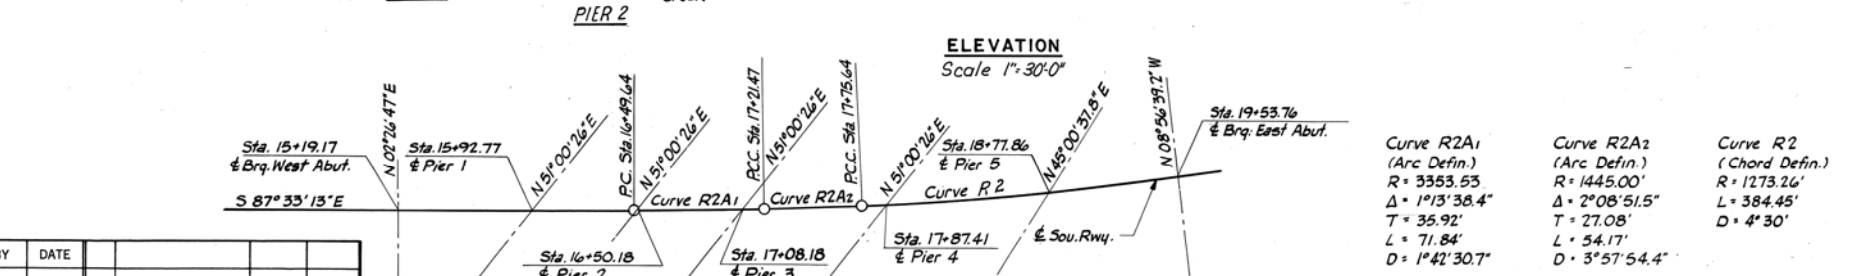 PIER 2
ELEVATION
Scale 1"=30'-0"
N 02°26'47" E
P.C. Sta. 16+49.64
N 51°00'26" E
N 51°00'26" E
P.C.C. Sta. 17+21.47
N 51°00'26" E
P.C.C. Sta. 17+75.64
N 51°00'26" E
N 45°00'37.8" E
N 08°56'39.2" W
Sta. 15+19.17
℄ Brg. West Abut.
Sta. 15+92.77
℄ Pier 1
Sta. 18+77.86
℄ Pier 5
Sta. 19+53.76
℄ Brg. East Abut.
S 87°33'13" E
Curve R2A1
Curve R2A2
Curve R2
Sta. 16+50.18
℄ Pier 2
Sta. 17+08.18
℄ Pier 3
Sta. 17+87.41
℄ Pier 4
℄ Sou. Rwy.
Curve R2A1
(Arc Defin.)
R = 3353.53
Δ = 1°13'38.4"
T = 35.92'
L = 71.84'
D = 1°42'30.7"
Curve R2A2
(Arc Defin.)
R = 1445.00'
Δ = 2°08'51.5"
T = 27.08'
L = 54.17'
D = 3°57'54.4"
Curve R2
(Chord Defin.)
R = 1273.26'
L = 384.45'
D = 4°30'
DATE